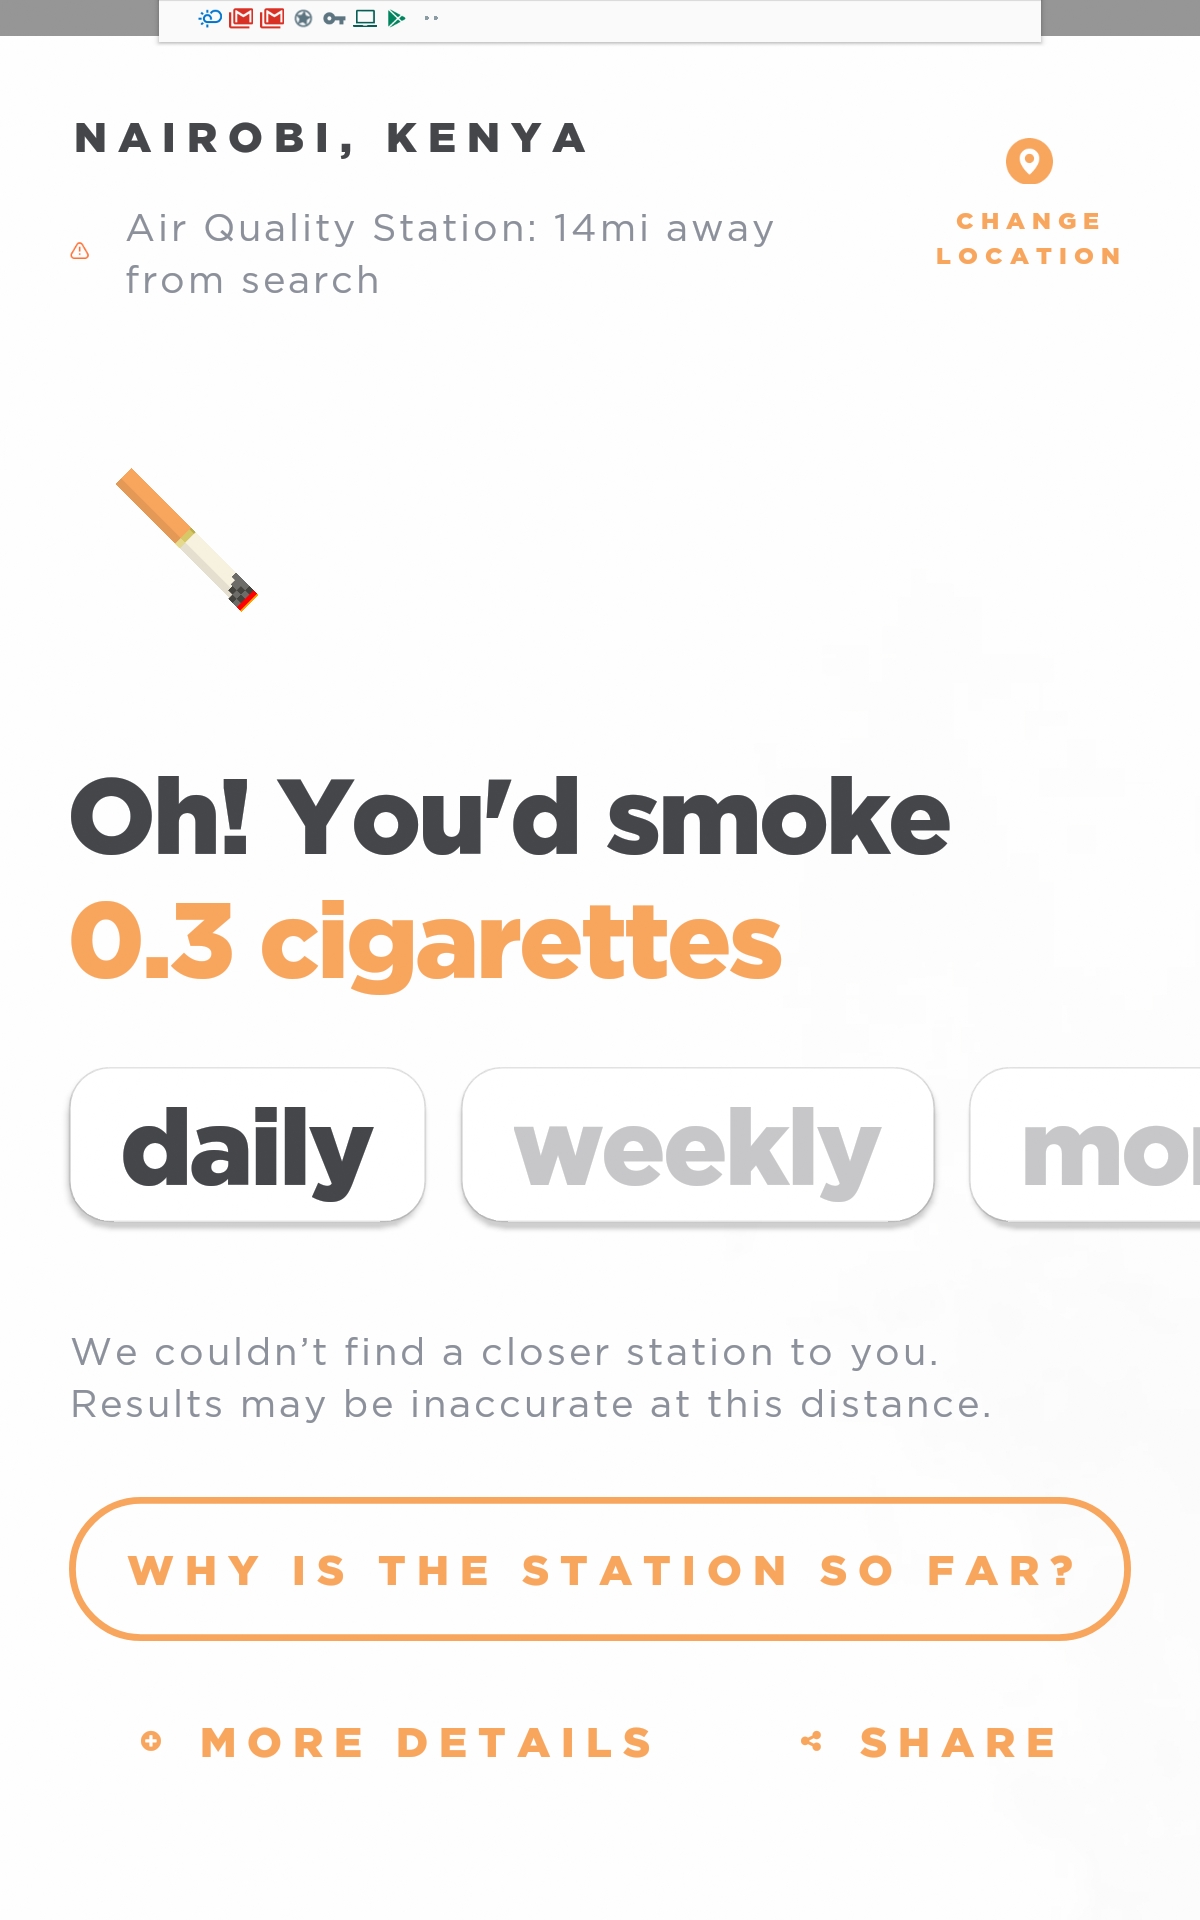 NAIROBI, KENYA
Air Quality Station: 14mi away
from search
CHANGE
LOCATION
Oh! You'd smoke
0.3 cigarettes
daily weekly
We couldn’t find a closer station to you.
Results may be inaccurate at this distance.
WHY IS THE STATION SO FAR?
MORE DETAILS SHARE